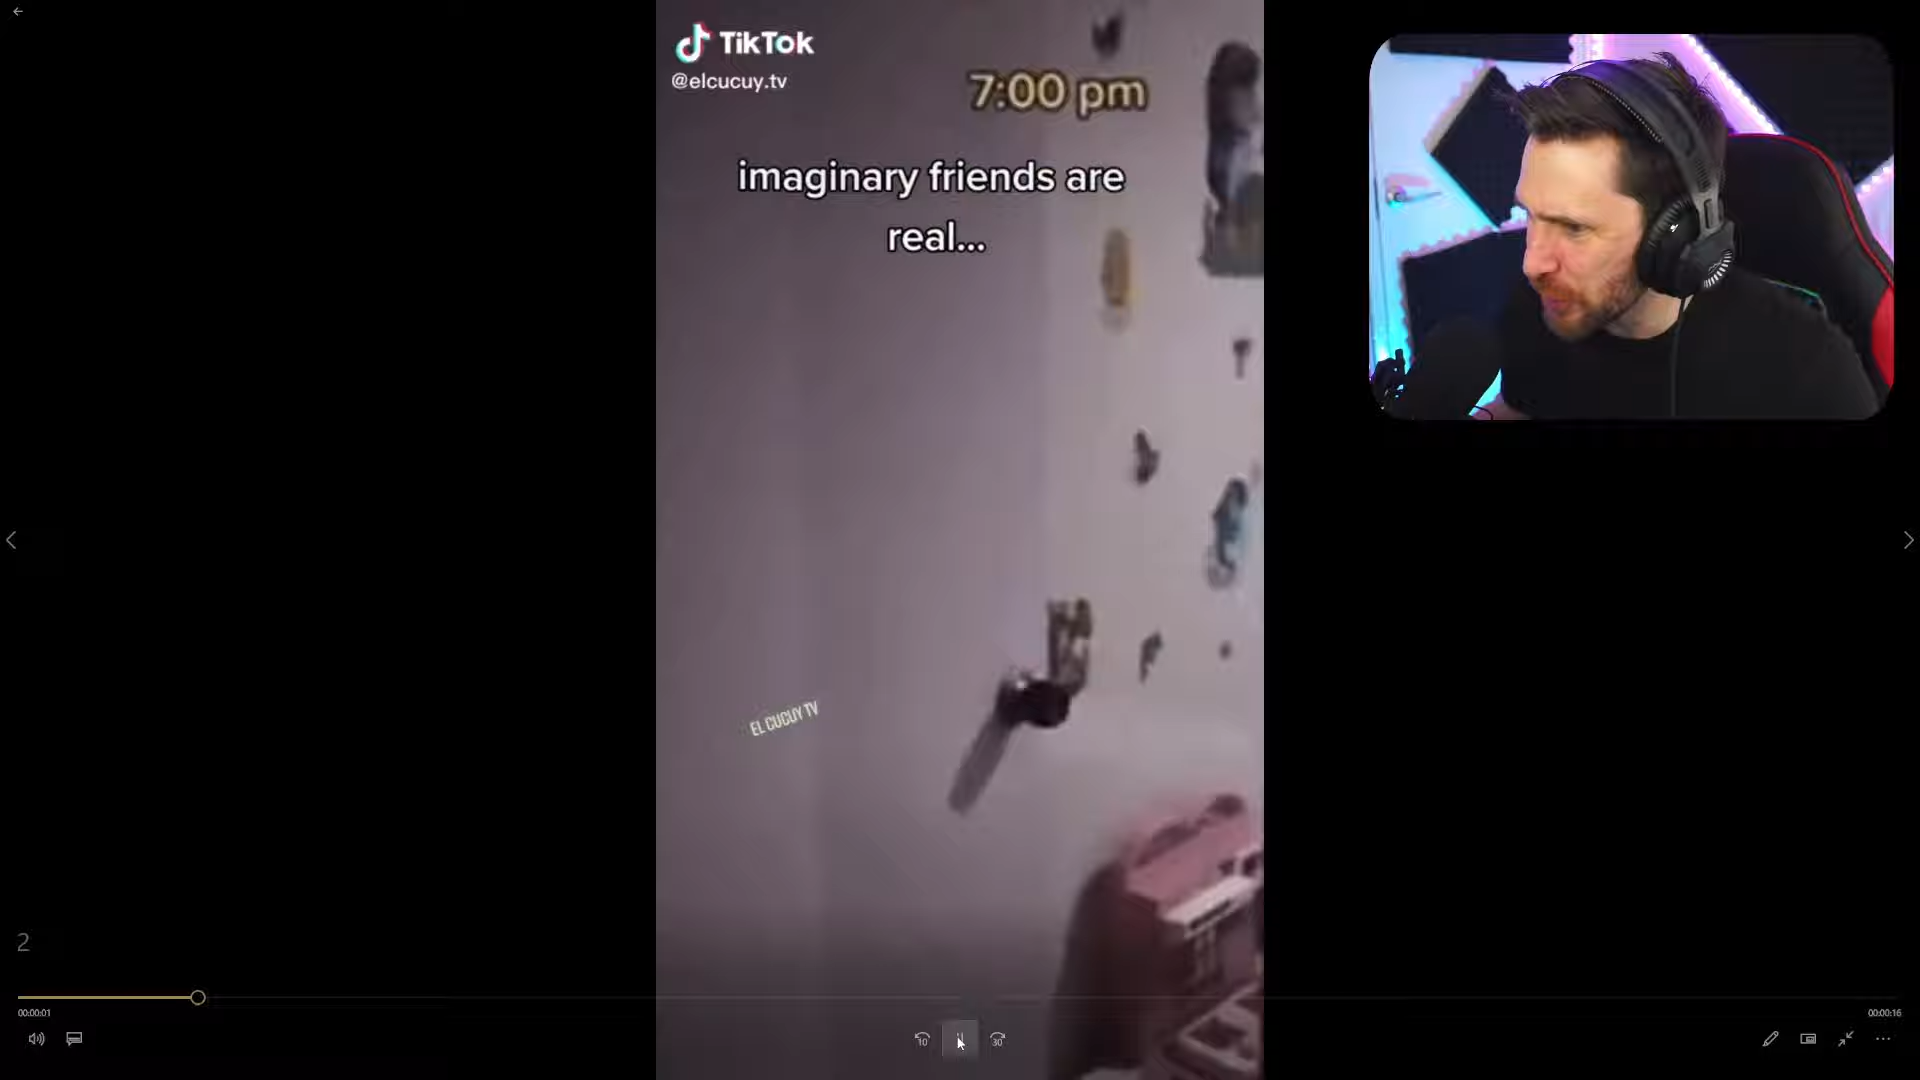 TikTok
@elcucuy.tv
7:00 pm
imaginary friends are
real...
EL CUCUY TV
2
00:00:01
00:00:16
10
30